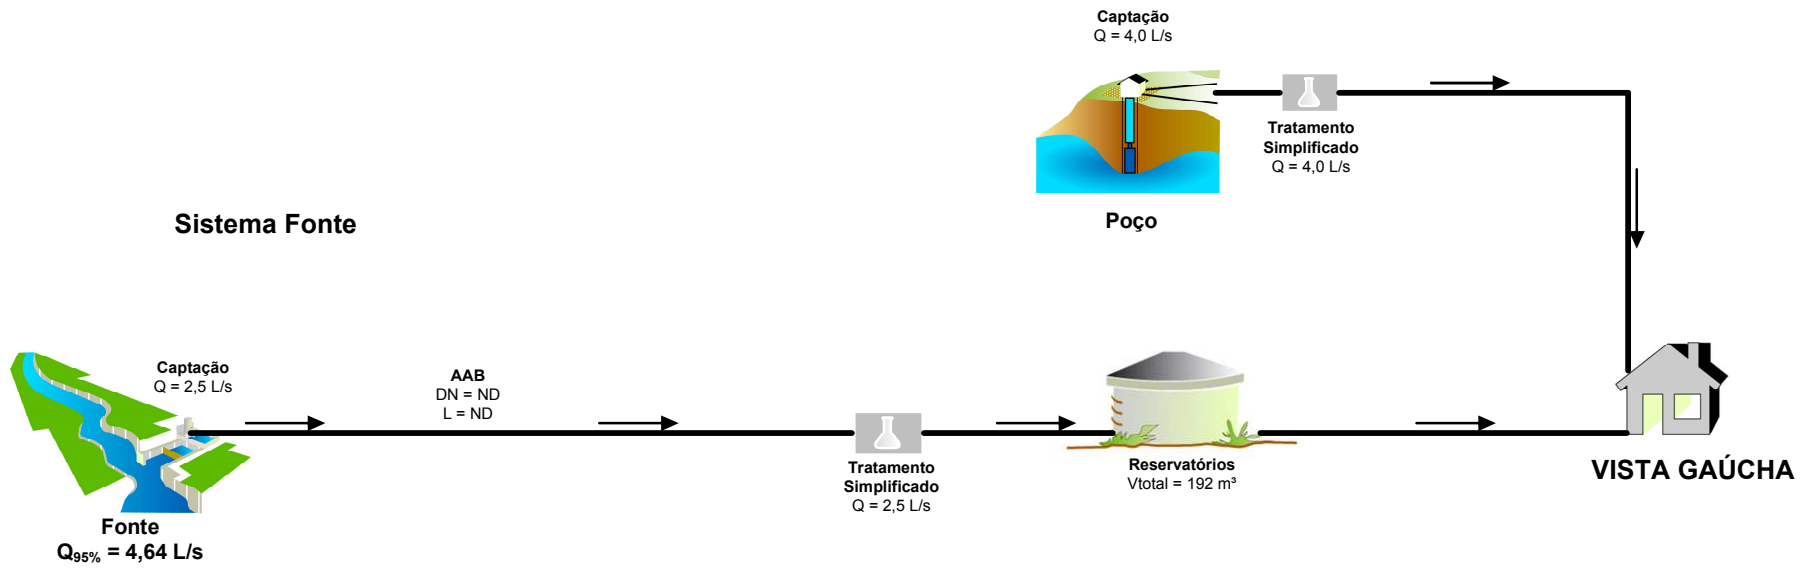 Captação
Q = 4,0 L/s
Tratamento
Simplificado
Q = 4,0 L/s
Poço
Sistema Fonte
Captação
Q = 2,5 L/s
AAB
DN = ND
L = ND
Tratamento
Simplificado
Q = 2,5 L/s
Reservatórios
Vtotal = 192 m³
VISTA GAÚCHA
Fonte
Q95% = 4,64 L/s